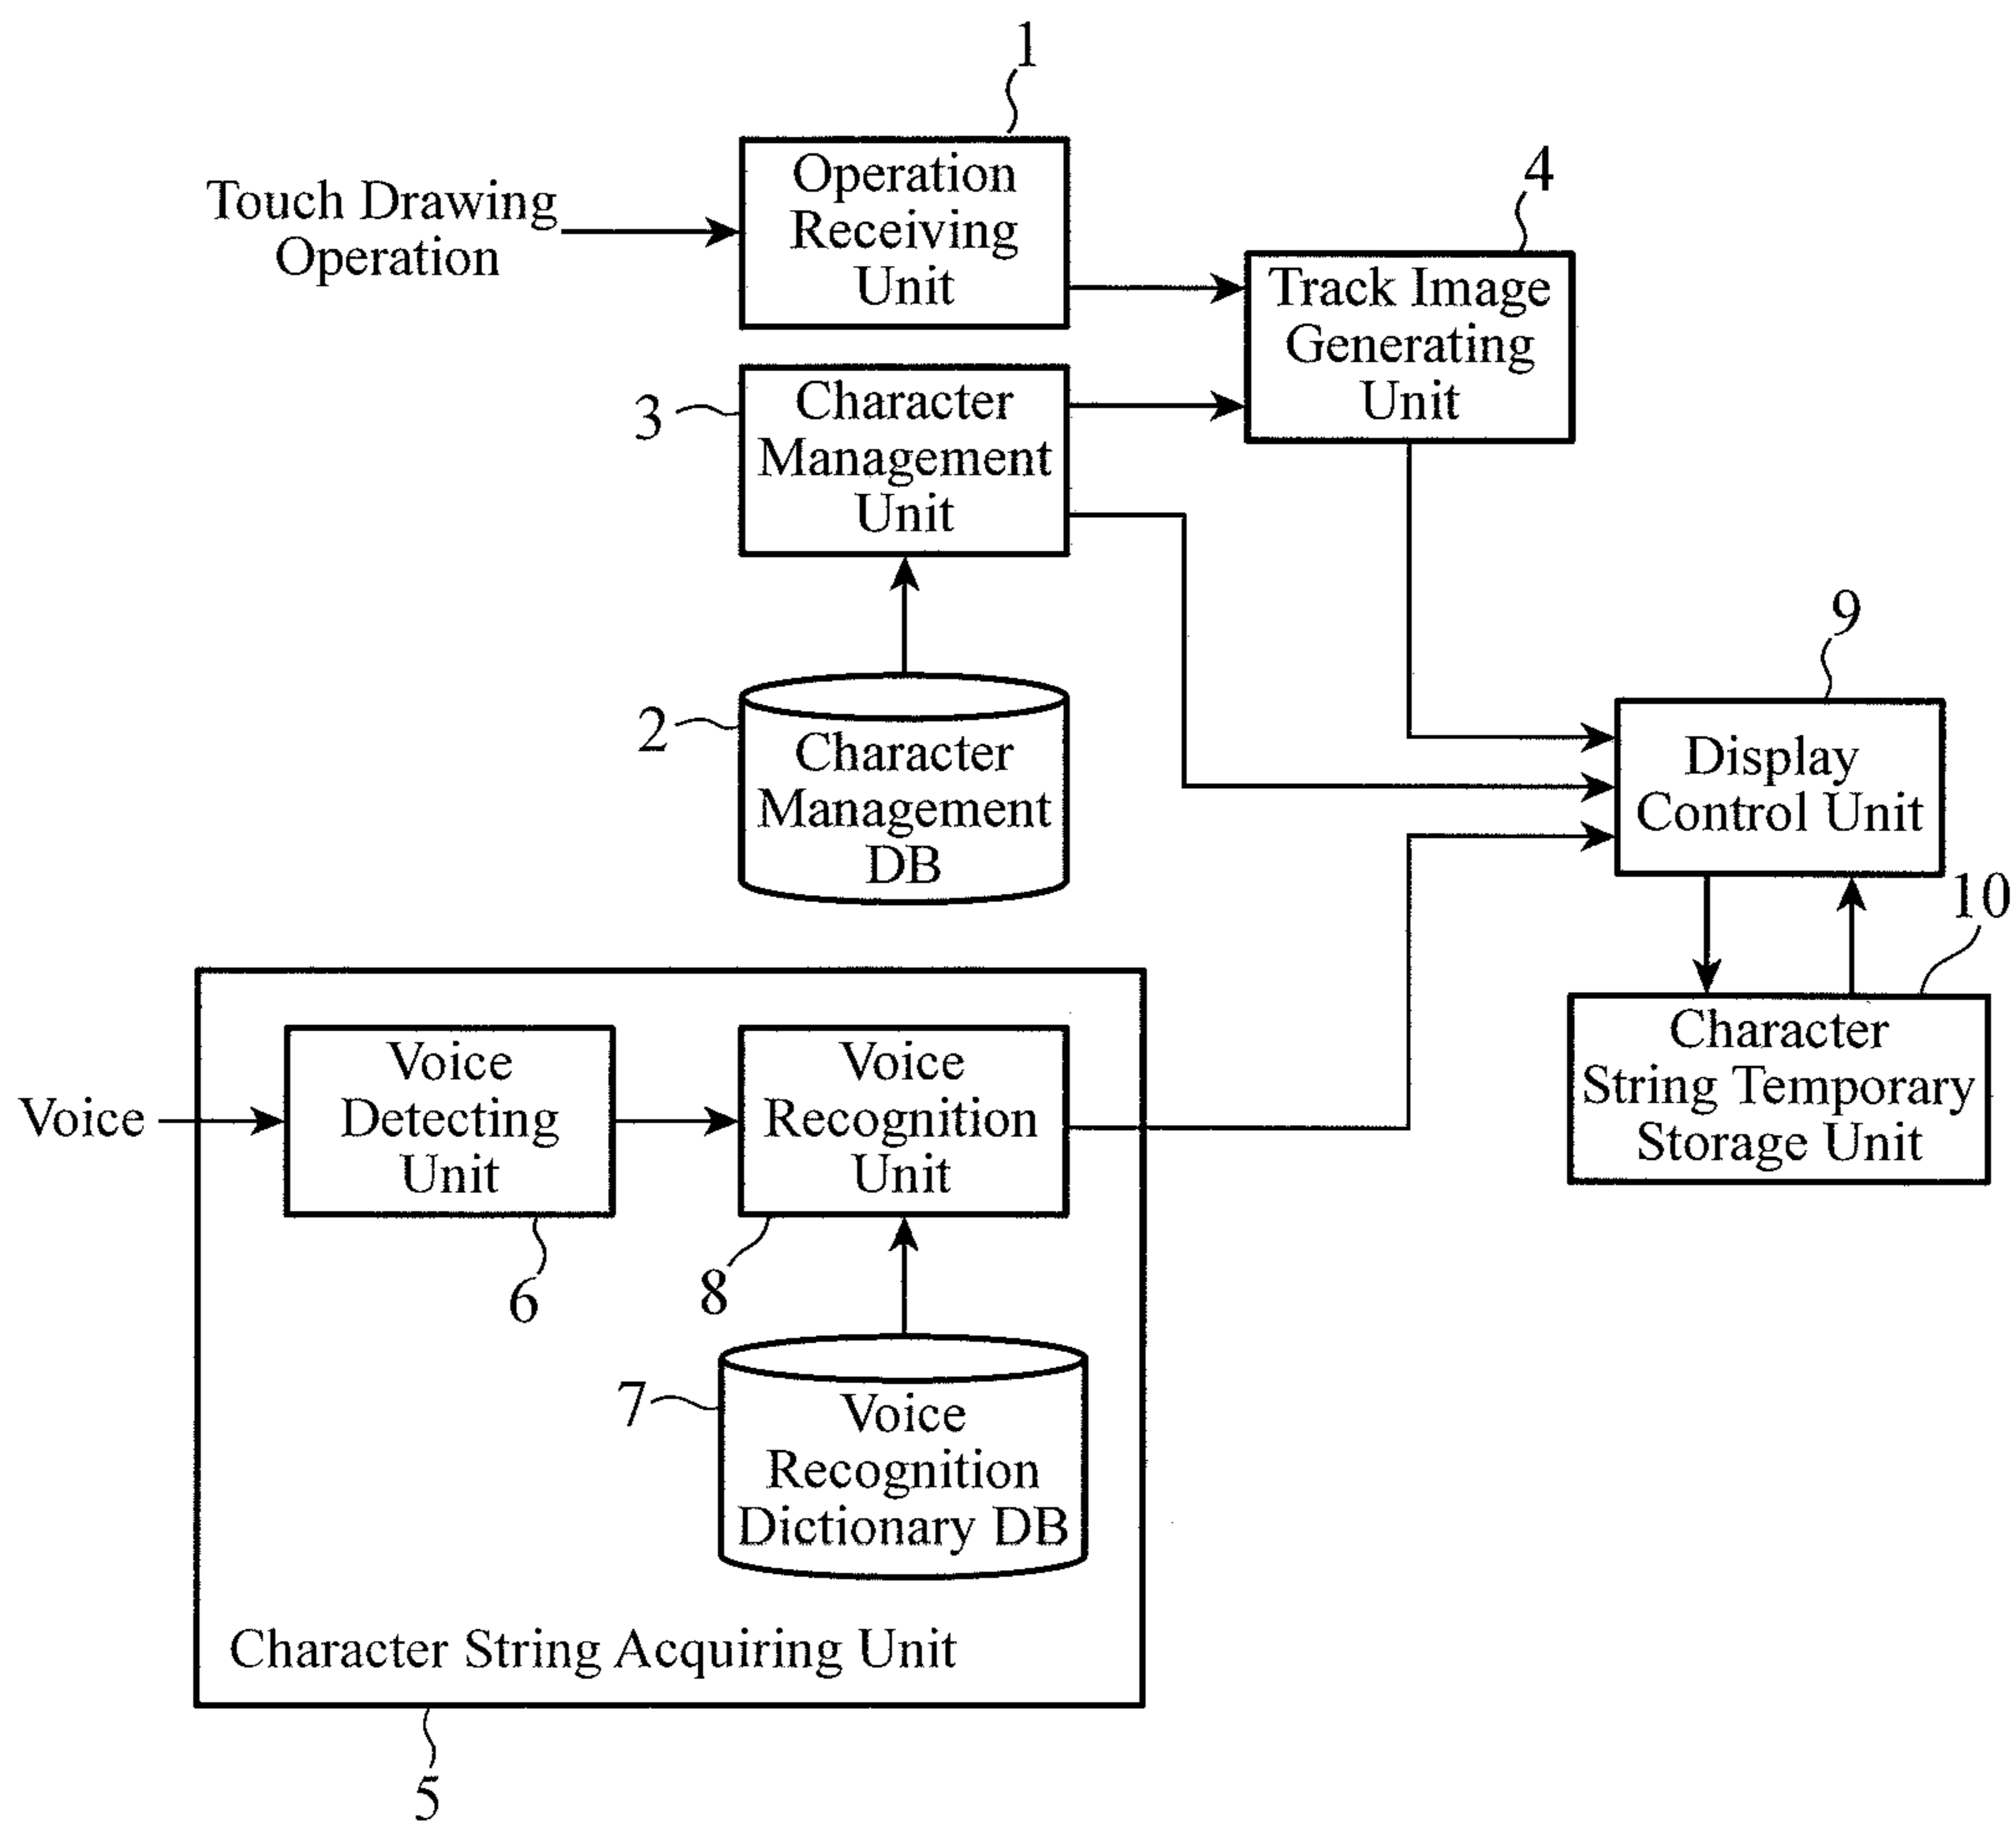 1
Operation
Receiving
Unit
Touch Drawing
Operation
4
Track Image
Generating
Unit
3
Character
Management
Unit
2
Character
Management
DB
9
Display
Control Unit
10
Character
String Temporary
Storage Unit
Voice
Voice
Detecting
Unit
6
Voice
Recognition
Unit
8
7
Voice
Recognition
Dictionary DB
Character String Acquiring Unit
5